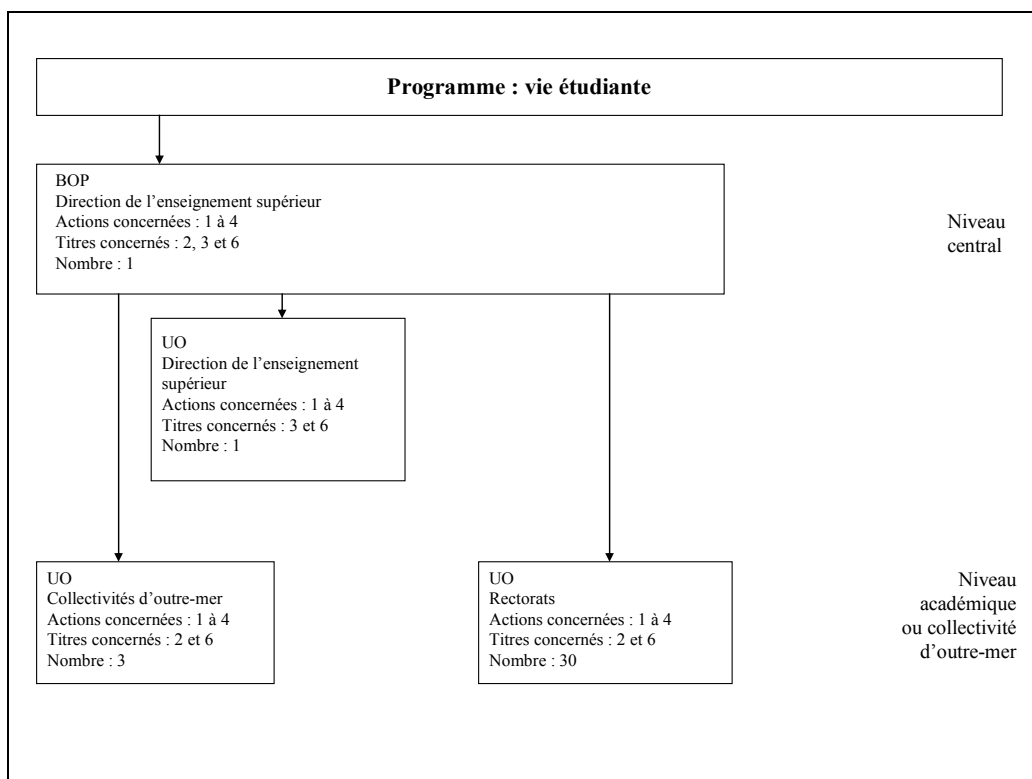 Programme : vie étudiante
BOP
Direction de l’enseignement supérieur
Actions concernées : 1 à 4
Titres concernés : 2, 3 et 6
Nombre : 1
Niveau
central
UO
Direction de l’enseignement
supérieur
Actions concernées : 1 à 4
Titres concernés : 3 et 6
Nombre : 1
UO
Collectivités d’outre-mer
Actions concernées : 1 à 4
Titres concernés : 2 et 6
Nombre : 3
UO
Rectorats
Actions concernées : 1 à 4
Titres concernés : 2 et 6
Nombre : 30
Niveau
académique
ou collectivité
d’outre-mer